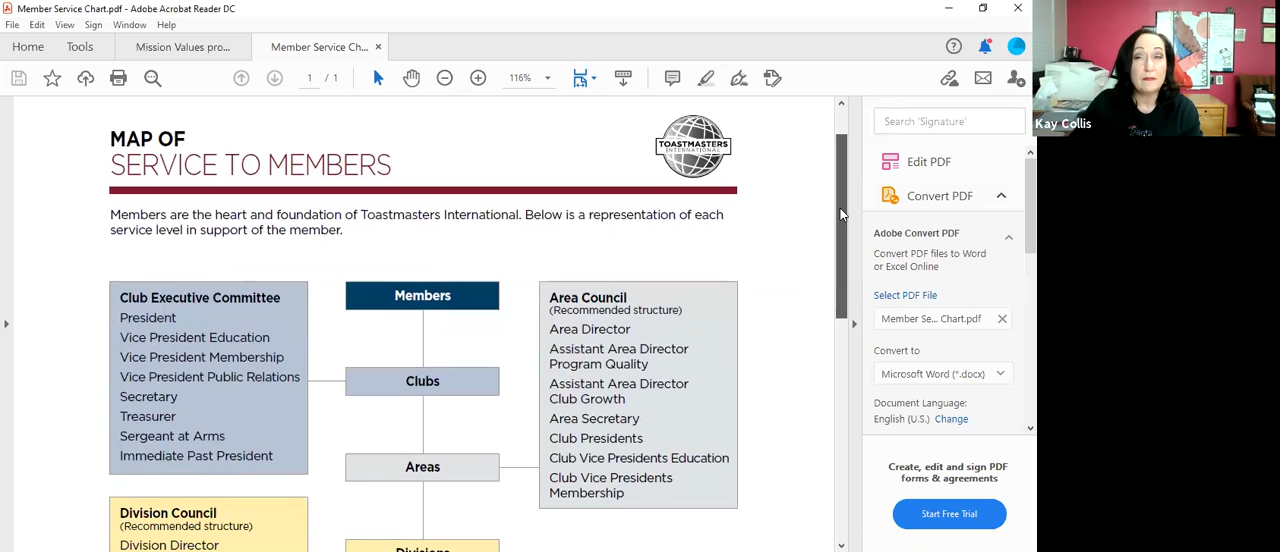 Member Service Chart.pdf - Adobe Acrobat Reader DC
File Edit View Sign Window Help
Home Tools Mission Values pro... Member Service Ch... ×
1 / 1 116%
Kay Collis
MAP OF
SERVICE TO MEMBERS
TOASTMASTERS
INTERNATIONAL
Members are the heart and foundation of Toastmasters International. Below is a representation of each
service level in support of the member.
Club Executive Committee
President
Vice President Education
Vice President Membership
Vice President Public Relations
Secretary
Treasurer
Sergeant at Arms
Immediate Past President
Members
Clubs
Areas
Divisions
Area Council
(Recommended structure)
Area Director
Assistant Area Director
Program Quality
Assistant Area Director
Club Growth
Area Secretary
Club Presidents
Club Vice Presidents Education
Club Vice Presidents
Membership
Division Council
(Recommended structure)
Division Director
Search 'Signature'
Edit PDF
Convert PDF
Adobe Convert PDF
Convert PDF files to Word
or Excel Online
Select PDF File
Member Se... Chart.pdf
Convert to
Microsoft Word (*.docx)
Document Language:
English (U.S.) Change
Create, edit and sign PDF
forms & agreements
Start Free Trial